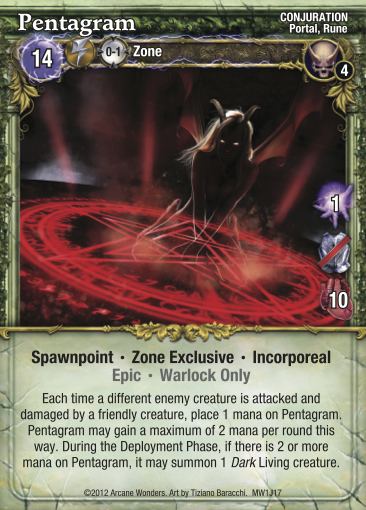 Pentagram
CONJURATION
Portal, Rune
14
0-1
Zone
4
1
10
Spawnpoint • Zone Exclusive • Incorporeal
Epic • Warlock Only
Each time a different enemy creature is attacked and
damaged by a friendly creature, place 1 mana on Pentagram.
Pentagram may gain a maximum of 2 mana per round this
way. During the Deployment Phase, if there is 2 or more
mana on Pentagram, it may summon 1 Dark Living creature.
©2012 Arcane Wonders. Art by Tiziano Baracchi. MW1J17